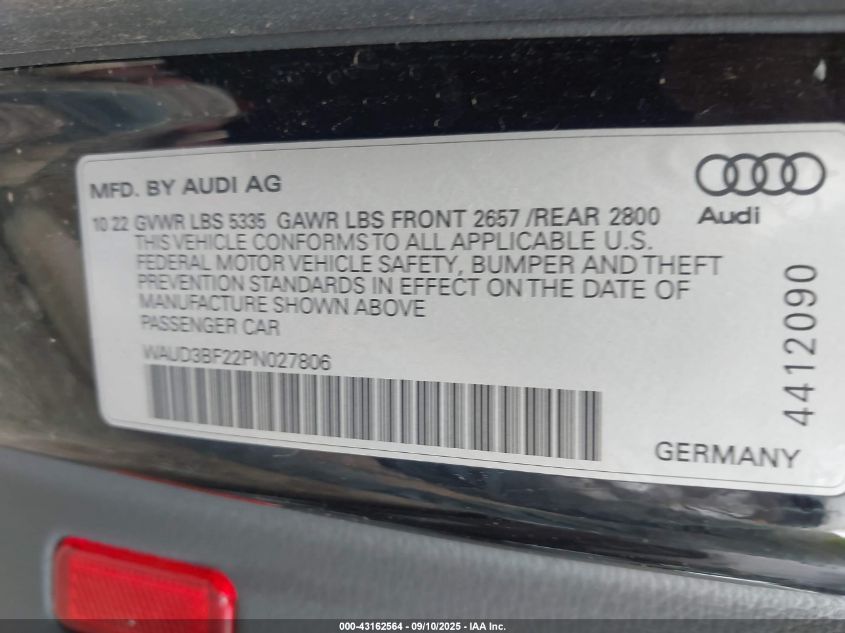 MFD. BY AUDI AG
Audi
10 22 GVWR LBS 5335 GAWR LBS FRONT 2657 /REAR 2800
THIS VEHICLE CONFORMS TO ALL APPLICABLE U.S.
FEDERAL MOTOR VEHICLE SAFETY, BUMPER AND THEFT
PREVENTION STANDARDS IN EFFECT ON THE DATE OF
MANUFACTURE SHOWN ABOVE
PASSENGER CAR
WAUD3BF22PN027806
4412090
GERMANY
000-43162564 - 09/10/2025 - IAA Inc.